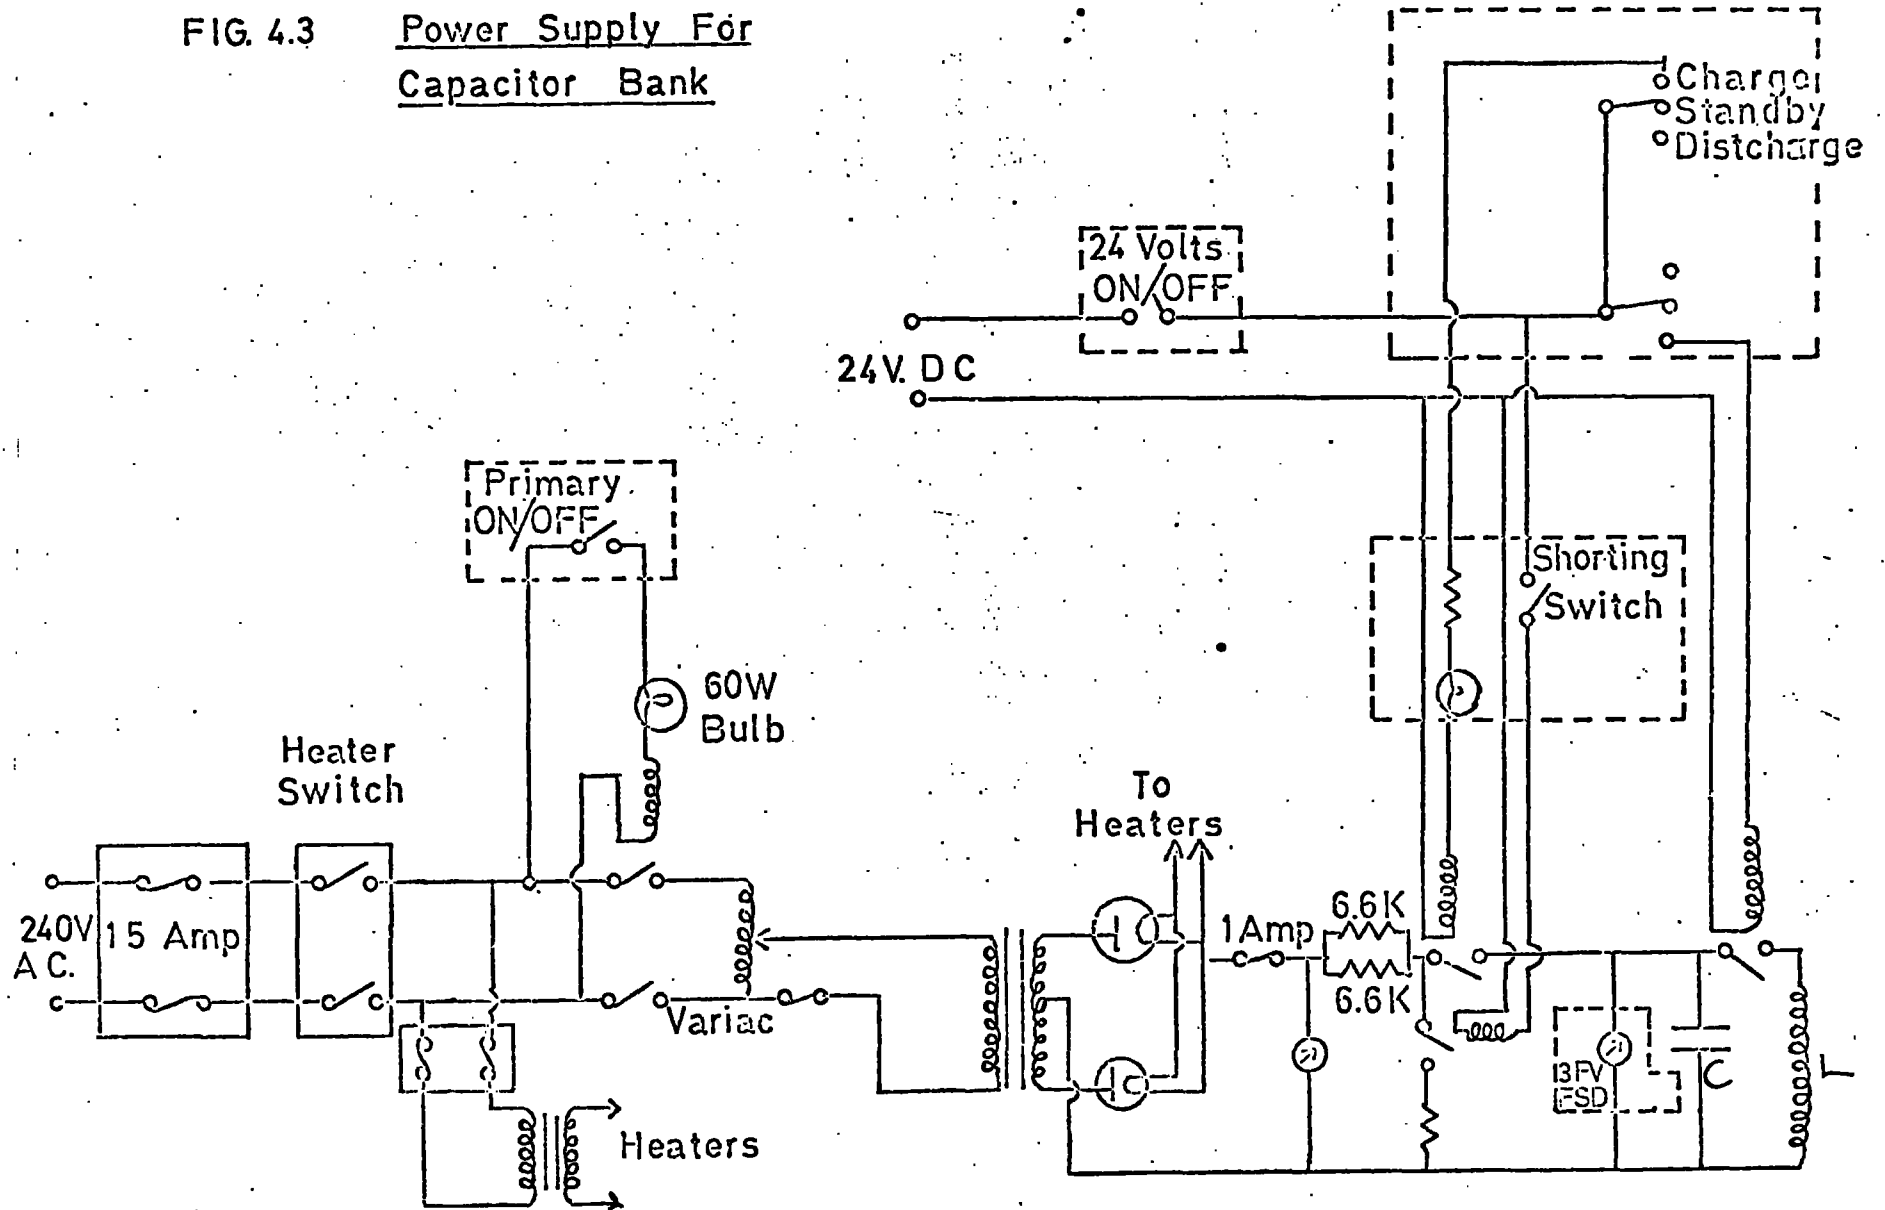 FIG. 4.3 Power Supply For
Capacitor Bank
Charge
Standby
Distcharge
24 Volts
ON/OFF
24V. DC
Primary
ON/OFF
Shorting
Switch
60W
Bulb
Heater
Switch
To
Heaters
240V
AC.
15 Amp
1 Amp
6.6K
6.6K
Variac
FSD
C
L
Heaters